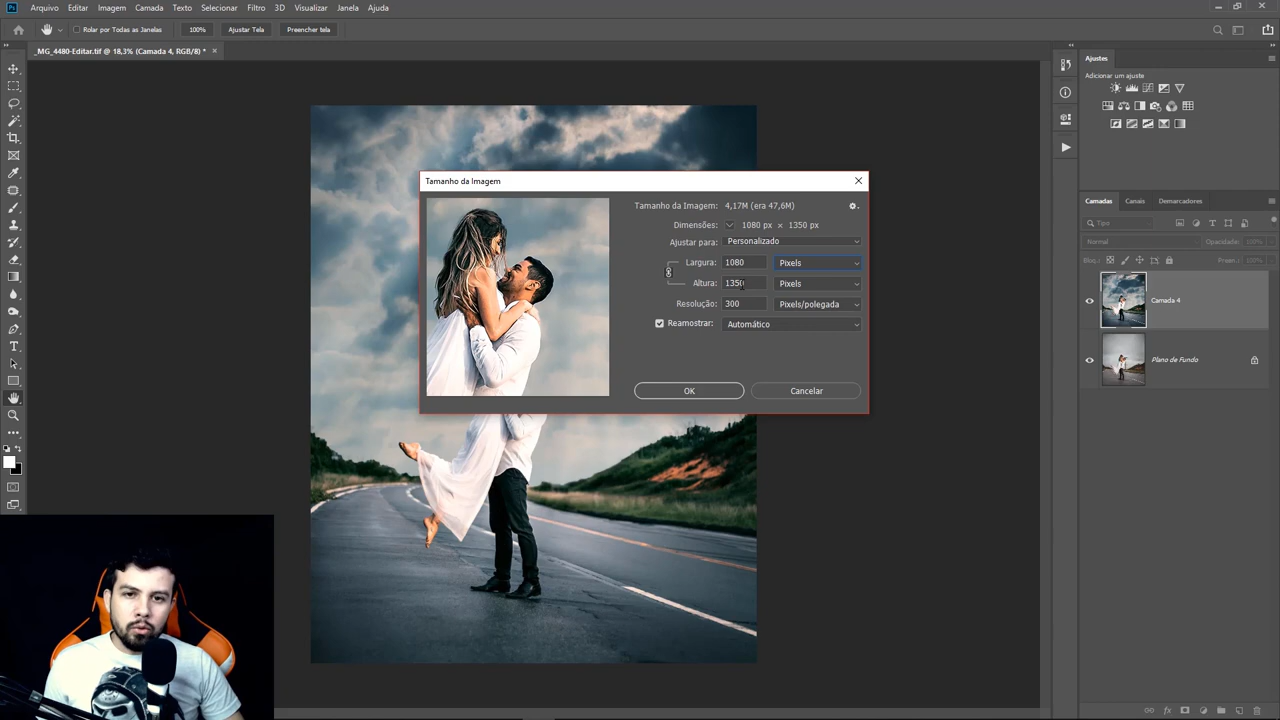 Ps Arquivo Editar Imagem Camada Texto Selecionar Filtro 3D Visualizar Janela Ajuda
Rolar por Todas as Janelas 100% Ajustar Tela Preencher tela
_MG_4480-Editar.tif @ 18,3% (Camada 4, RGB/8) *
Tamanho da Imagem
Tamanho da Imagem: 4,17M (era 47,6M)
Dimensões: 1080 px × 1350 px
Ajustar para: Personalizado
Largura: 1080 Pixels
Altura: 1350 Pixels
Resolução: 300 Pixels/polegada
Reamostrar: Automático
OK Cancelar
Ajustes
Adicionar um ajuste
Camadas Canais Demarcadores
Tipo
Normal Opacidade: 100%
Bloq.: Preen.: 100%
Camada 4
Plano de Fundo